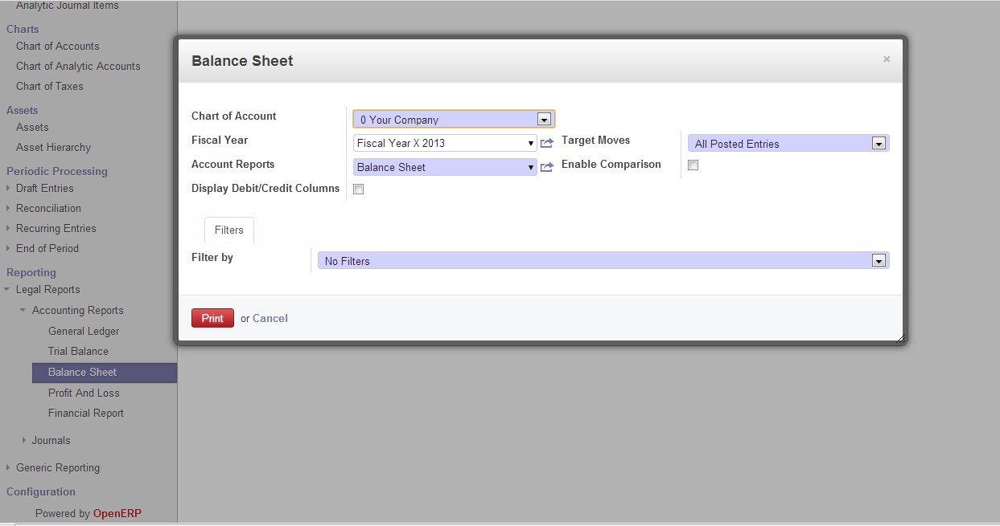 Analytic Journal Items
Charts
Chart of Accounts
Chart of Analytic Accounts
Chart of Taxes
Assets
Assets
Asset Hierarchy
Periodic Processing
Draft Entries
Reconciliation
Recurring Entries
End of Period
Reporting
Legal Reports
Accounting Reports
General Ledger
Trial Balance
Balance Sheet
Profit And Loss
Financial Report
Journals
Generic Reporting
Configuration
Powered by OpenERP
Balance Sheet
×
Chart of Account
0 Your Company
Fiscal Year
Fiscal Year X 2013
Target Moves
All Posted Entries
Account Reports
Balance Sheet
Enable Comparison
Display Debit/Credit Columns
Filters
Filter by
No Filters
Print or Cancel